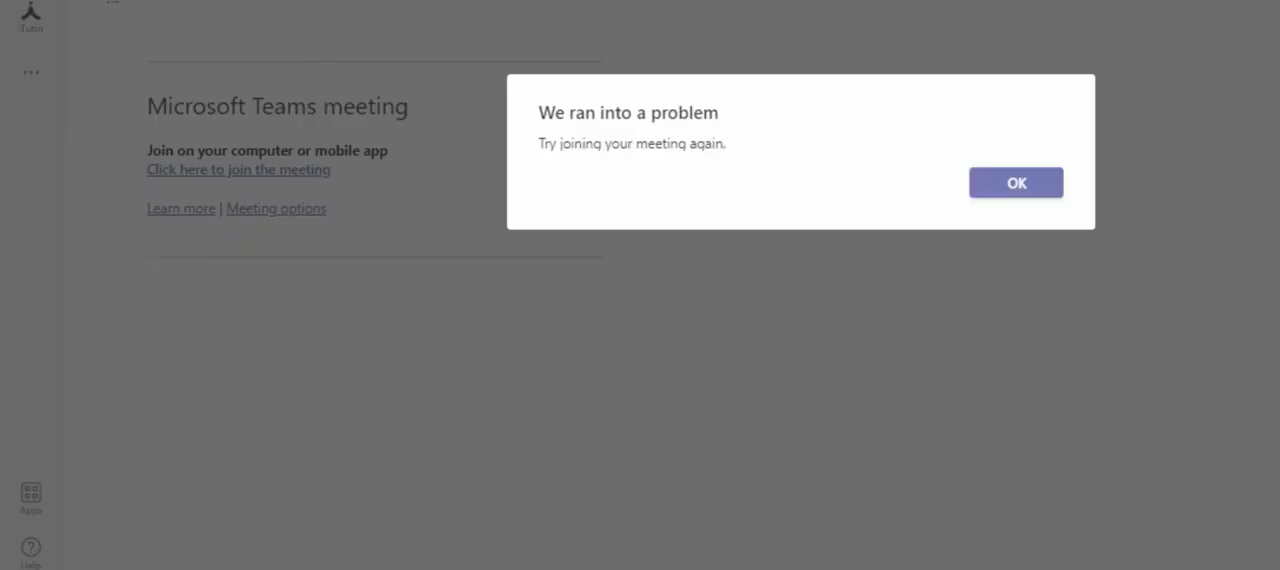 Tutor
...
Microsoft Teams meeting
Join on your computer or mobile app
Click here to join the meeting
Learn more | Meeting options
We ran into a problem
Try joining your meeting again.
OK
Apps
Help